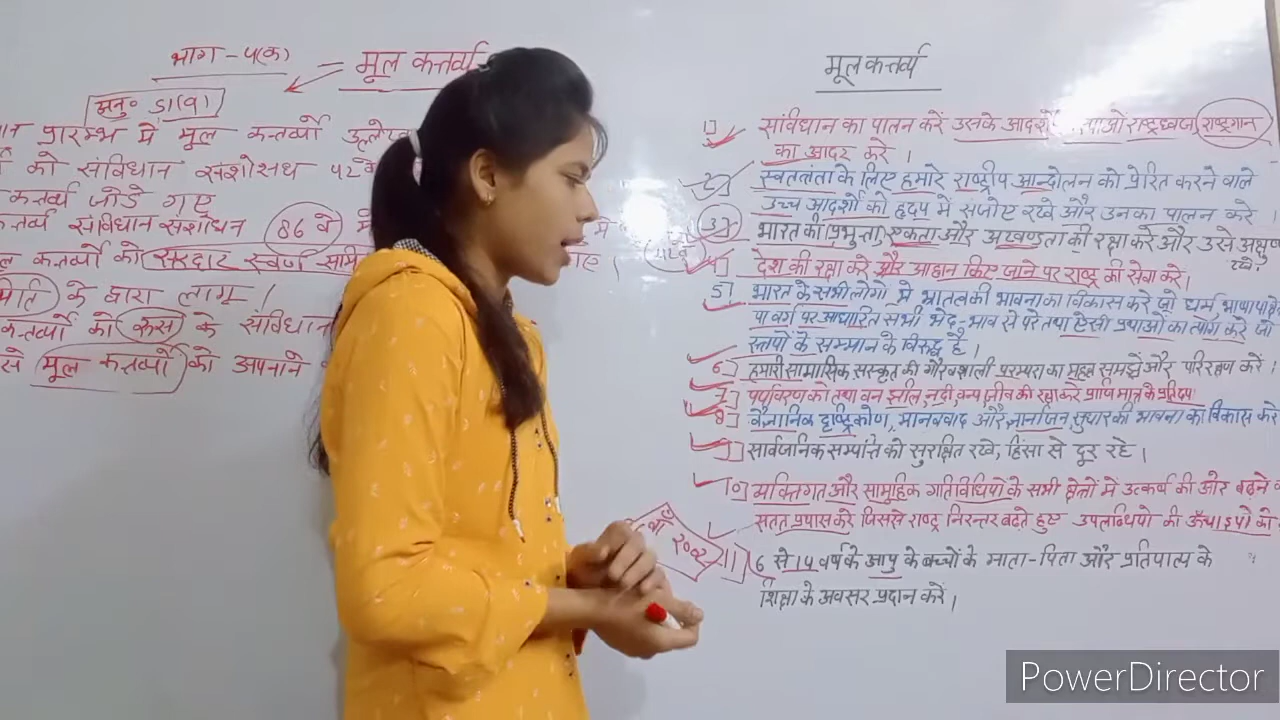 भाग - ५(क)
मूल कर्त्तव्य
अनु॰ 51(a)
प्रारम्भ में मूल कर्त्तव्यों
को संविधान संशोसध ५२वे
कर्त्तव्य जोडे गए
कर्त्तव्य संविधान संशोधन 86 वे
कर्त्तव्यों को सरदार स्वर्ण
के द्वारा लागू।
कर्त्तव्यों को रूस के संविधान
से मूल कर्त्तव्यों को अपनाने
मूल कर्त्तव्य
1] संविधान का पालन करें उसके आदर्शों राष्ट्रध्वज राष्ट्रगान
का आदर करे।
2] स्वतंत्रता के लिए हमारे राष्ट्रीय आन्दोलन को प्रेरित करने वाले
उच्च आदर्शो को हृदय में संजोए रखे और उनका पालन करे
3] भारत की प्रभुत्ता, एकता और अखण्डता की रक्षा करे और उसे अक्षुण
रखे।
4] देश की रक्षा करे और आह्वान किए जाने पर राष्ट्र की सेवा करे।
5] भारत के सभी लोगो मे भ्रातत्व की भावना का विकास करे जो धर्म भाषा
या वर्ग पर आधारित सभी भेद-भाव से परे तथा ऐसी प्रथाओं का त्याग करे जो
के सम्मान के विरुद्ध है।
6] हमारी सामासिक संस्कृत की गौरवशाली परम्परा का महत्व समझें और परिरक्षण करें।
7] पर्यावरण को तथा वन झील, नदी, वन्य जीव की रक्षा करे प्राणि मात्र के प्रति दया
8] वैज्ञानिक दृष्टिकोण, मानववाद और ज्ञानार्जन सुधार की भावना का विकास करे
9] सार्वजनिक सम्पत्ति को सुरक्षित रखे, हिंसा से दूर रहे।
10] व्यक्तिगत और सामुहिक गतिविधियों के सभी क्षेत्रों में उत्कर्ष की ओर बढ़ने
सतत प्रयास करे जिससे राष्ट्र निरन्तर बढ़ते हुए उपलब्धियो की ऊँचाइयों को
11] 6 से 14 वर्ष के आयु के बच्चों के माता-पिता और प्रतिपाल्य के
शिक्षा के अवसर प्रदान करें।
PowerDirector